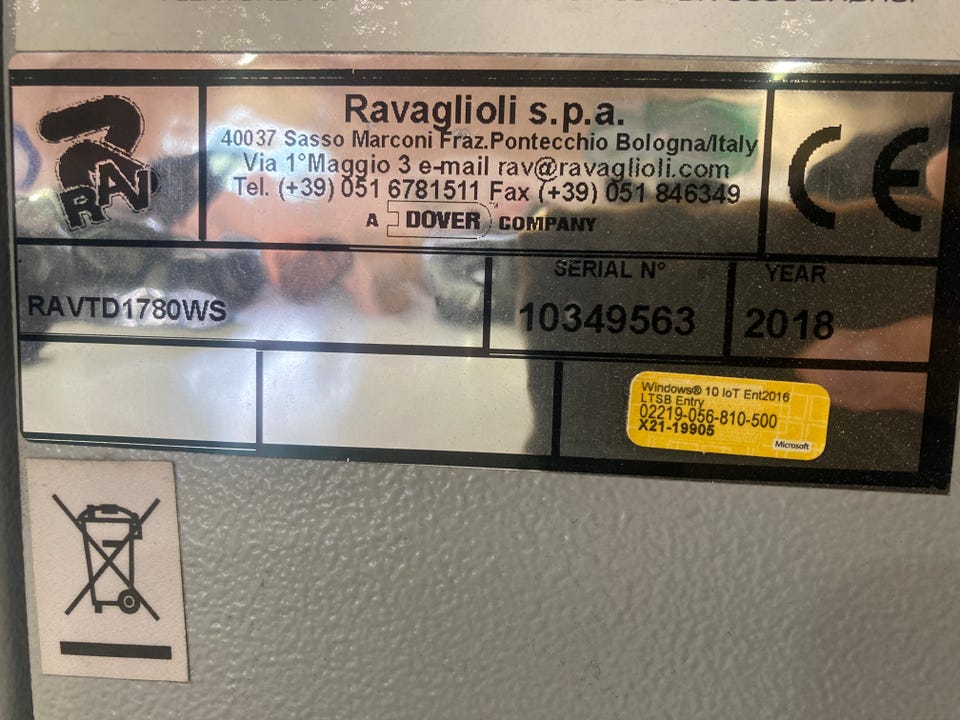 RAV
Ravaglioli s.p.a.
40037 Sasso Marconi Fraz.Pontecchio Bologna/Italy
Via 1°Maggio 3 e-mail rav@ravaglioli.com
Tel. (+39) 051 6781511 Fax (+39) 051 846349
A DOVER COMPANY
CE
SERIAL N° YEAR
RAVTD1780WS 10349563 2018
Windows® 10 IoT Ent2016
LTSB Entry
02219-056-810-500
X21-19905
Microsoft